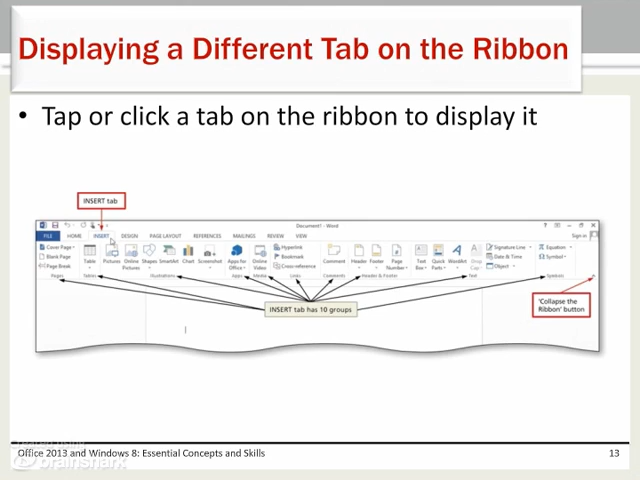 Displaying a Different Tab on the Ribbon
• Tap or click a tab on the ribbon to display it
INSERT tab
Document1 - Word
FILE HOME INSERT DESIGN PAGE LAYOUT REFERENCES MAILINGS REVIEW VIEW Sign in
Cover Page
Blank Page
Page Break
Table
Pictures
Online Pictures
Shapes
SmartArt
Chart
Screenshot
Apps for Office
Online Video
Hyperlink
Bookmark
Cross-reference
Comment
Header
Footer
Page Number
Text Box
Quick Parts
WordArt
Drop Cap
Signature Line
Date & Time
Object
Equation
Symbol
Pages Tables Illustrations Apps Media Links Comments Header & Footer Text Symbols
INSERT tab has 10 groups
'Collapse the
Ribbon' button
Office 2013 and Windows 8: Essential Concepts and Skills
13
brainshark